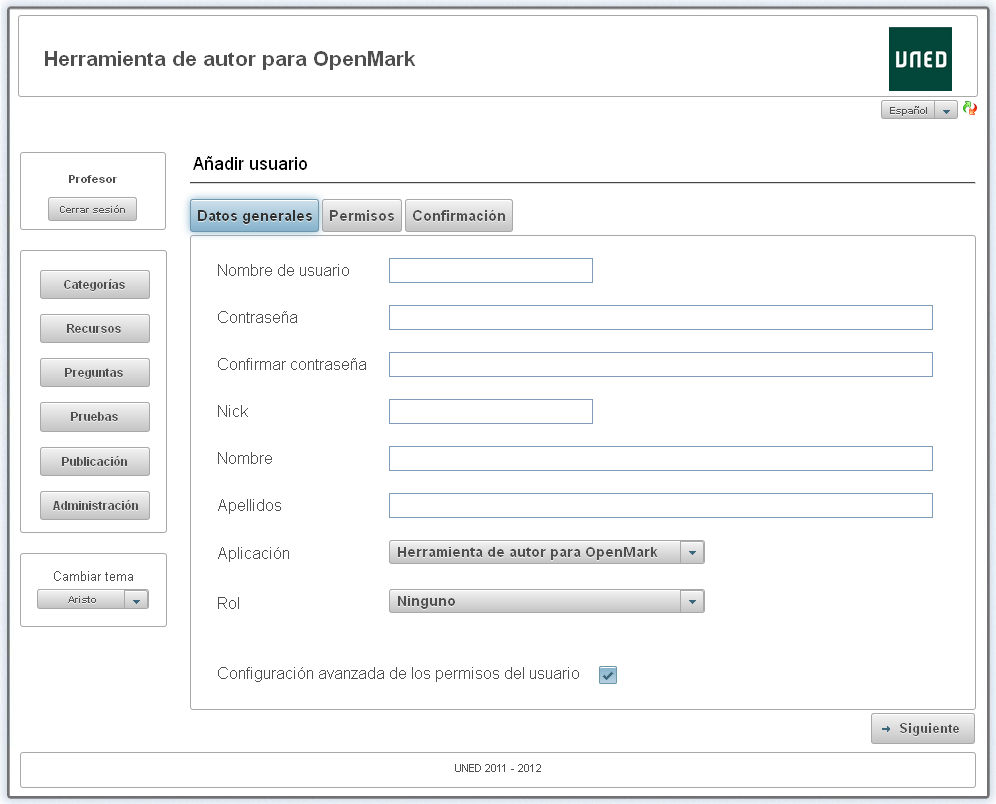 Herramienta de autor para OpenMark
UNED
Español
Profesor
Cerrar sesión
Categorías
Recursos
Preguntas
Pruebas
Publicación
Administración
Cambiar tema
Aristo
Añadir usuario
Datos generales Permisos Confirmación
Nombre de usuario
Contraseña
Confirmar contraseña
Nick
Nombre
Apellidos
Aplicación Herramienta de autor para OpenMark
Rol Ninguno
Configuración avanzada de los permisos del usuario
Siguiente
UNED 2011 - 2012